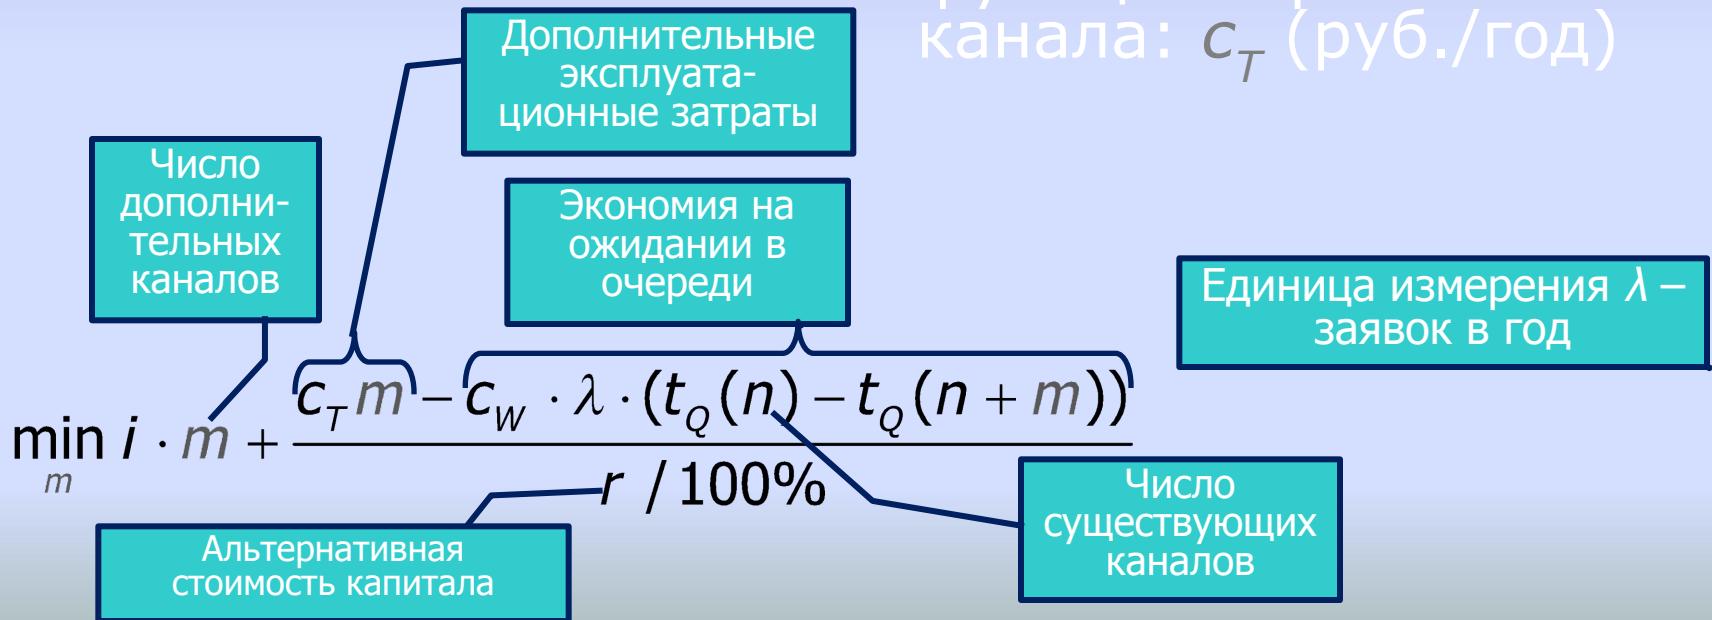 канала: c_T (руб./год)
Дополнительные
эксплуата-
ционные затраты
Число
дополни-
тельных
каналов
Экономия на
ожидании в
очереди
Единица измерения λ –
заявок в год
min_m i · m + (c_T m − c_W · λ · (t_Q(n) − t_Q(n + m))) / (r / 100%)
Альтернативная
стоимость капитала
Число
существующих
каналов